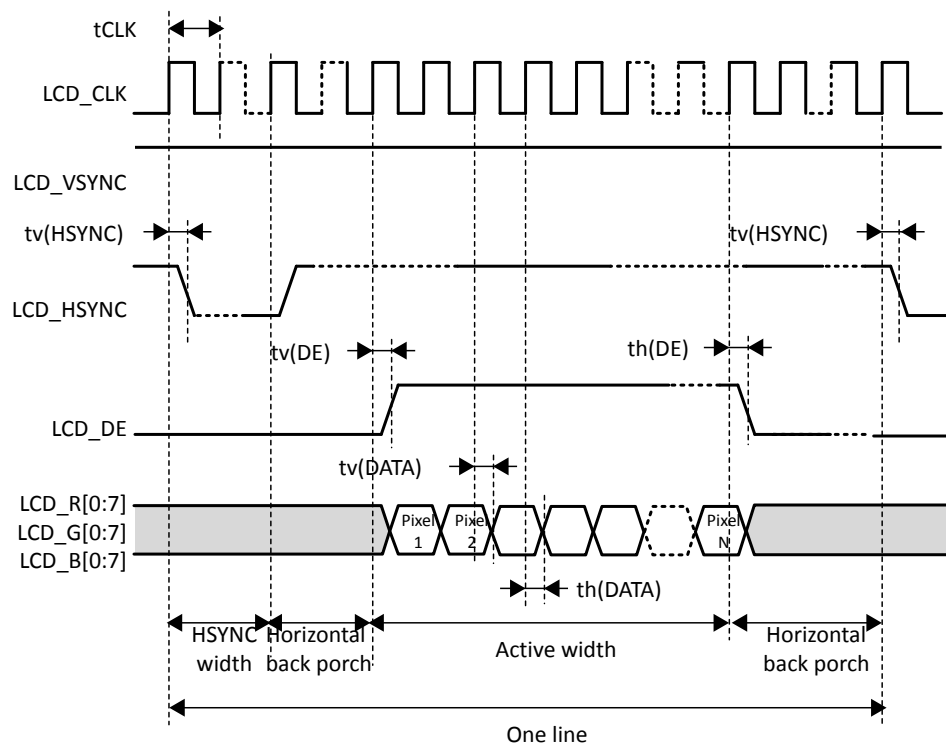 tCLK
LCD_CLK
LCD_VSYNC
tv(HSYNC)
tv(HSYNC)
LCD_HSYNC
tv(DE)
th(DE)
LCD_DE
tv(DATA)
LCD_R[0:7]
LCD_G[0:7]
LCD_B[0:7]
Pixel
1
Pixel
2
Pixel
N
th(DATA)
HSYNC
width
Horizontal
back porch
Active width
Horizontal
back porch
One line